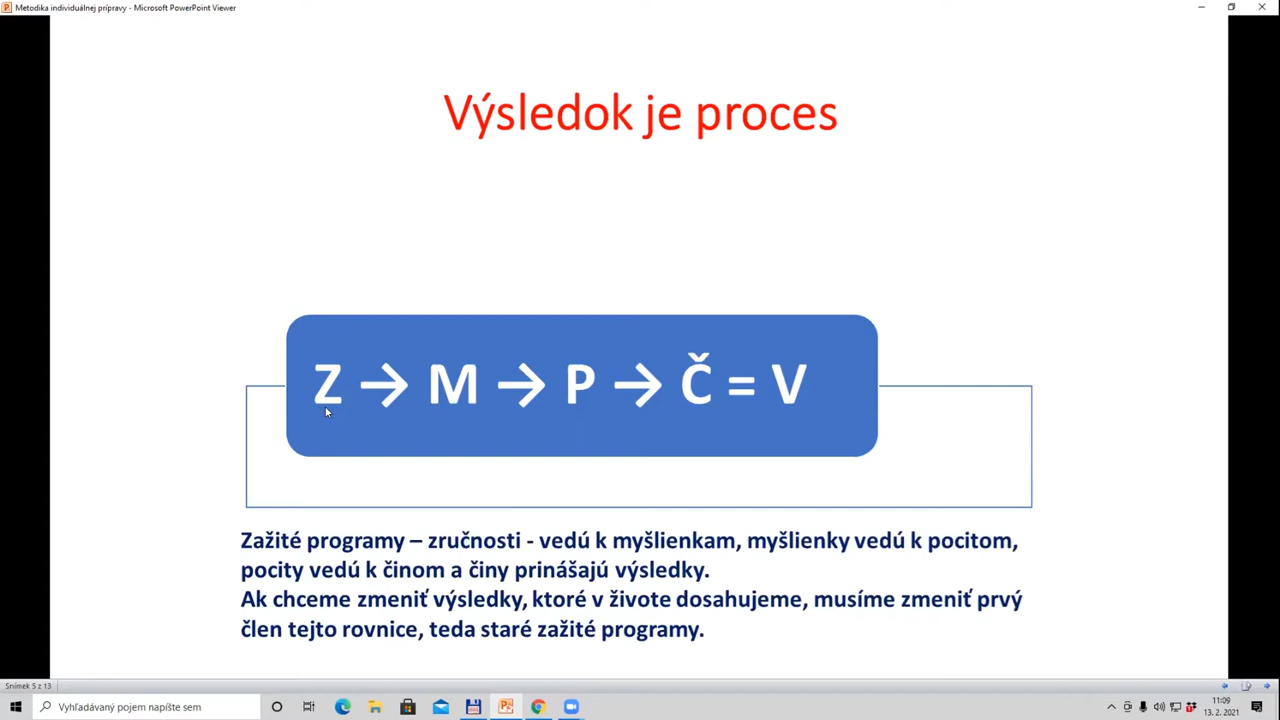 Metodika individuálnej prípravy - Microsoft PowerPoint Viewer
Výsledok je proces
Z → M → P → Č = V
Zažité programy – zručnosti - vedú k myšlienkam, myšlienky vedú k pocitom,
pocity vedú k činom a činy prinášajú výsledky.
Ak chceme zmeniť výsledky, ktoré v živote dosahujeme, musíme zmeniť prvý
člen tejto rovnice, teda staré zažité programy.
Snímek 5 z 13
Vyhľadávaný pojem napíšte sem
11:09
13. 2. 2021